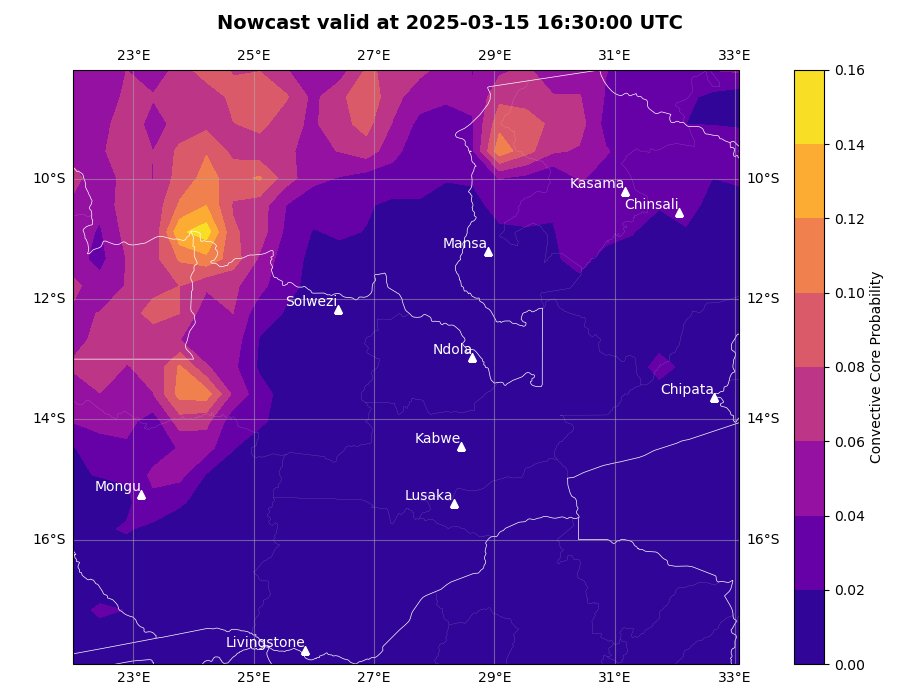 Nowcast valid at 2025-03-15 16:30:00 UTC
23°E 25°E 27°E 29°E 31°E 33°E
0.16
0.14
0.12
0.10
0.08
0.06
0.04
0.02
0.00
Convective Core Probability
10°S 10°S
12°S 12°S
14°S 14°S
16°S 16°S
Kasama
Chinsali
Mansa
Solwezi
Ndola
Chipata
Kabwe
Mongu
Lusaka
Livingstone
23°E 25°E 27°E 29°E 31°E 33°E